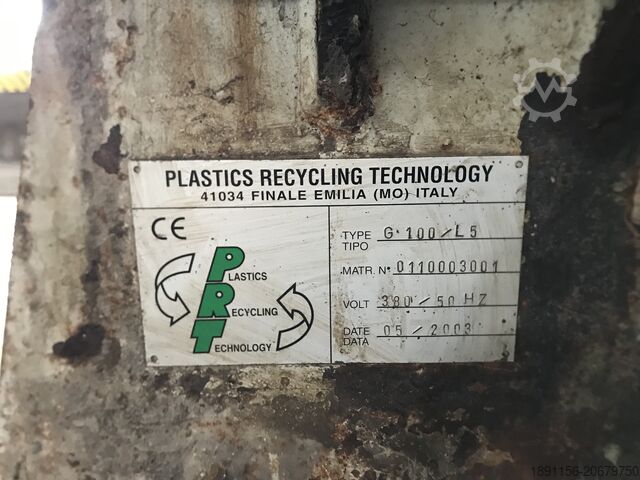 PLASTICS RECYCLING TECHNOLOGY
41034 FINALE EMILIA (MO) ITALY
CE
PLASTICS
RECYCLING
TECHNOLOGY
TYPE
TIPO G·100/L5
MATR. N° 0110003001
VOLT 380/50 HZ
DATE
DATA 05/2003
1891156-20679750